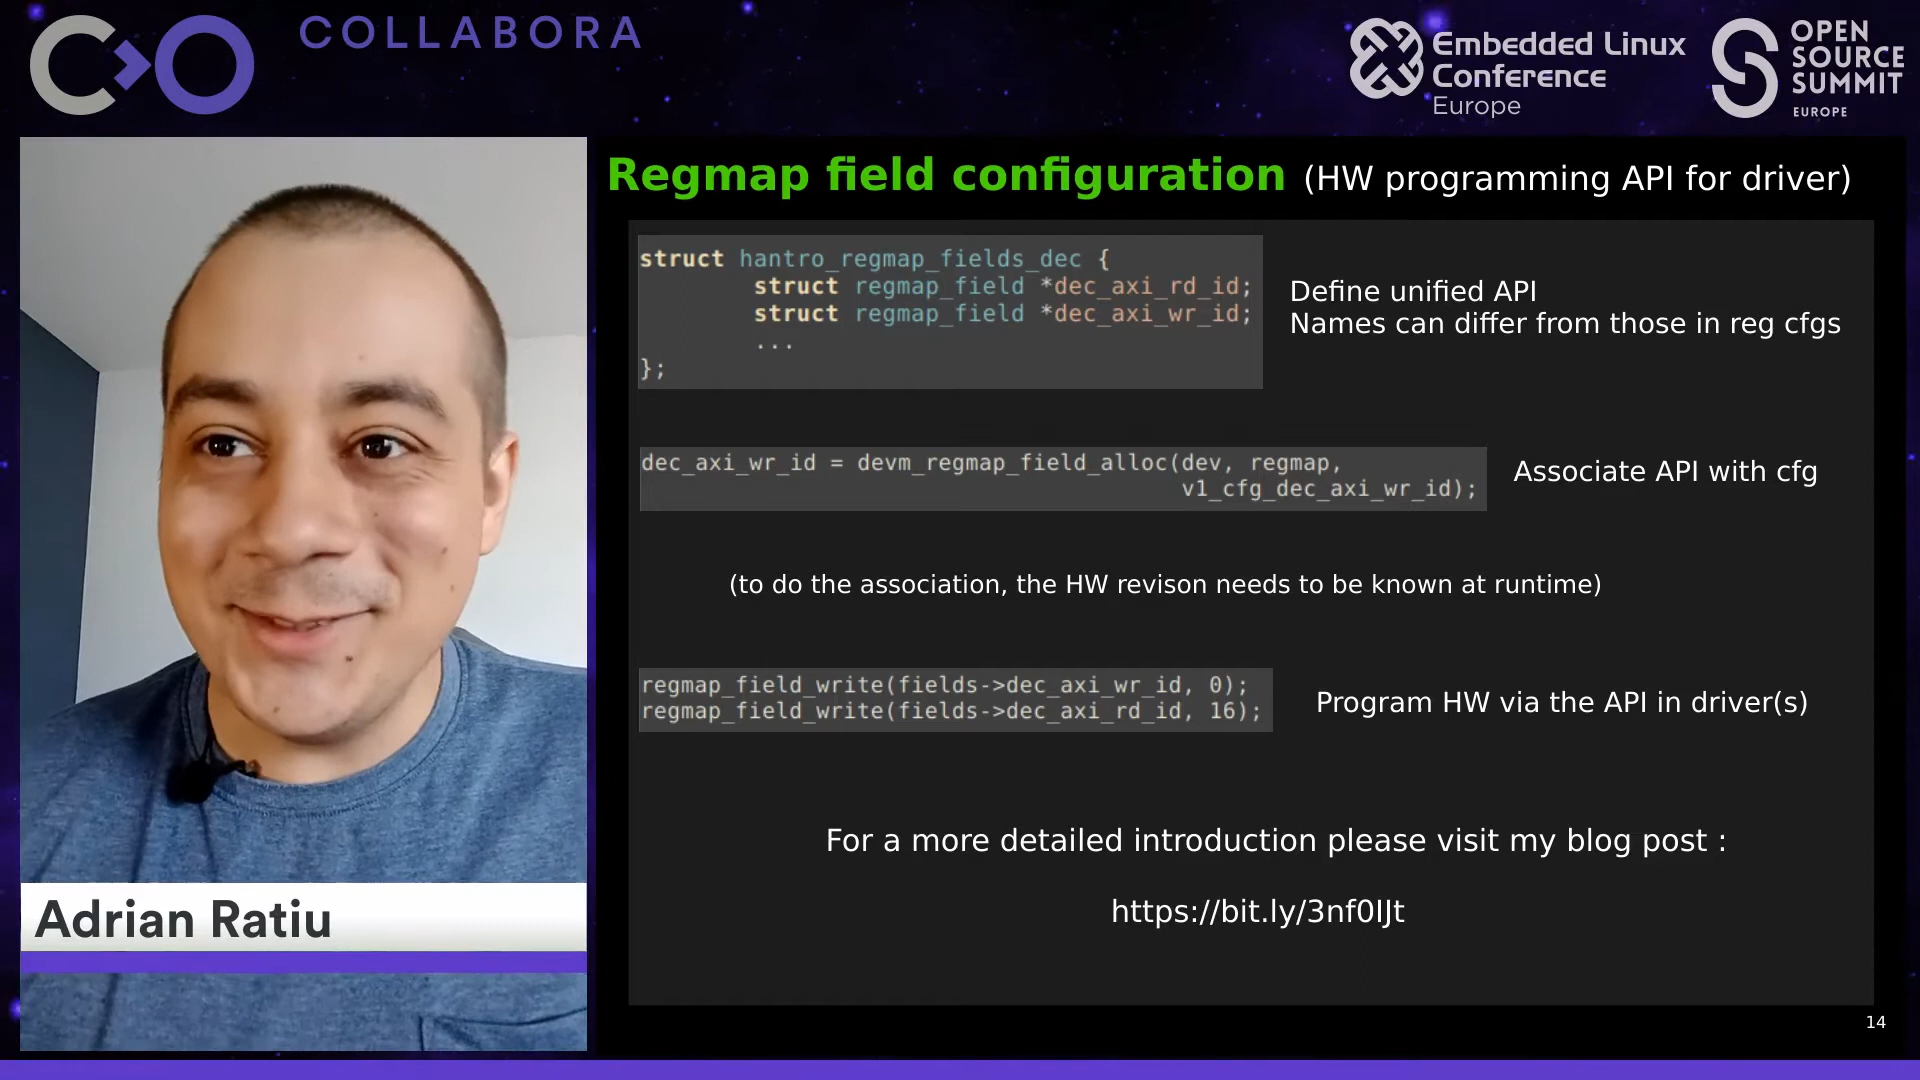 COLLABORA
Embedded Linux
Conference
Europe
OPEN
SOURCE
SUMMIT
EUROPE
Regmap field configuration (HW programming API for driver)
struct hantro_regmap_fields_dec {
struct regmap_field *dec_axi_rd_id;
struct regmap_field *dec_axi_wr_id;
...
};
Define unified API
Names can differ from those in reg cfgs
dec_axi_wr_id = devm_regmap_field_alloc(dev, regmap,
v1_cfg_dec_axi_wr_id);
Associate API with cfg
(to do the association, the HW revison needs to be known at runtime)
regmap_field_write(fields->dec_axi_wr_id, 0);
regmap_field_write(fields->dec_axi_rd_id, 16);
Program HW via the API in driver(s)
For a more detailed introduction please visit my blog post :
https://bit.ly/3nf0IJt
Adrian Ratiu
14